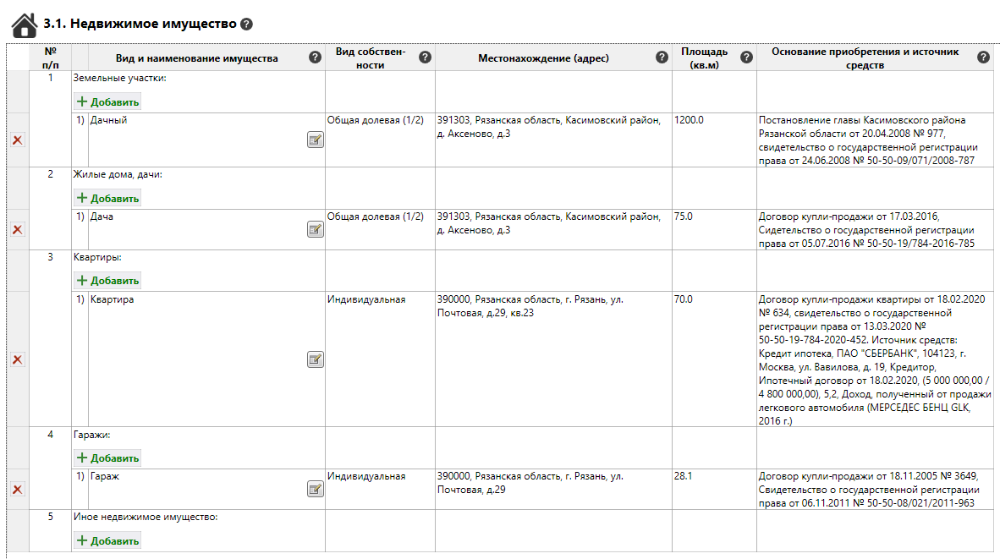 3.1. Недвижимое имущество ?
№ п/п
Вид и наименование имущества ?
Вид собствен-
ности ?
Местонахождение (адрес) ?
Площадь
(кв.м) ?
Основание приобретения и источник
средств ?
1 Земельные участки:
+ Добавить
1) Дачный
Общая долевая (1/2)
391303, Рязанская область, Касимовский район,
д. Аксеново, д.3
1200.0
Постановление главы Касимовского района
Рязанской области от 20.04.2008 № 977,
свидетельство о государственной регистрации
права от 24.06.2008 № 50-50-09/071/2008-787
2 Жилые дома, дачи:
+ Добавить
1) Дача
Общая долевая (1/2)
391303, Рязанская область, Касимовский район,
д. Аксеново, д.3
75.0
Договор купли-продажи от 17.03.2016,
Сидетельство о государственной регистрации
права от 05.07.2016 № 50-50-19/784-2016-785
3 Квартиры:
+ Добавить
1) Квартира
Индивидуальная
390000, Рязанская область, г. Рязань, ул.
Почтовая, д.29, кв.23
70.0
Договор купли-продажи квартиры от 18.02.2020
№ 634, свидетельство о государственной
регистрации права от 13.03.2020 №
50-50-19-784-2020-452. Источник средств:
Кредит ипотека, ПАО "СБЕРБАНК", 104123, г.
Москва, ул. Вавилова, д. 19, Кредитор,
Ипотечный договор от 18.02.2020, (5 000 000,00 /
4 800 000,00), 5,2, Доход, полученный от продажи
легкового автомобиля (МЕРСЕДЕС БЕНЦ GLK,
2016 г.)
4 Гаражи:
+ Добавить
1) Гараж
Индивидуальная
390000, Рязанская область, г. Рязань, ул.
Почтовая, д.29
28.1
Договор купли-продажи от 18.11.2005 № 3649,
Свидетельство о государственной регистрации
права от 06.11.2011 № 50-50-08/021/2011-963
5 Иное недвижимое имущество:
+ Добавить